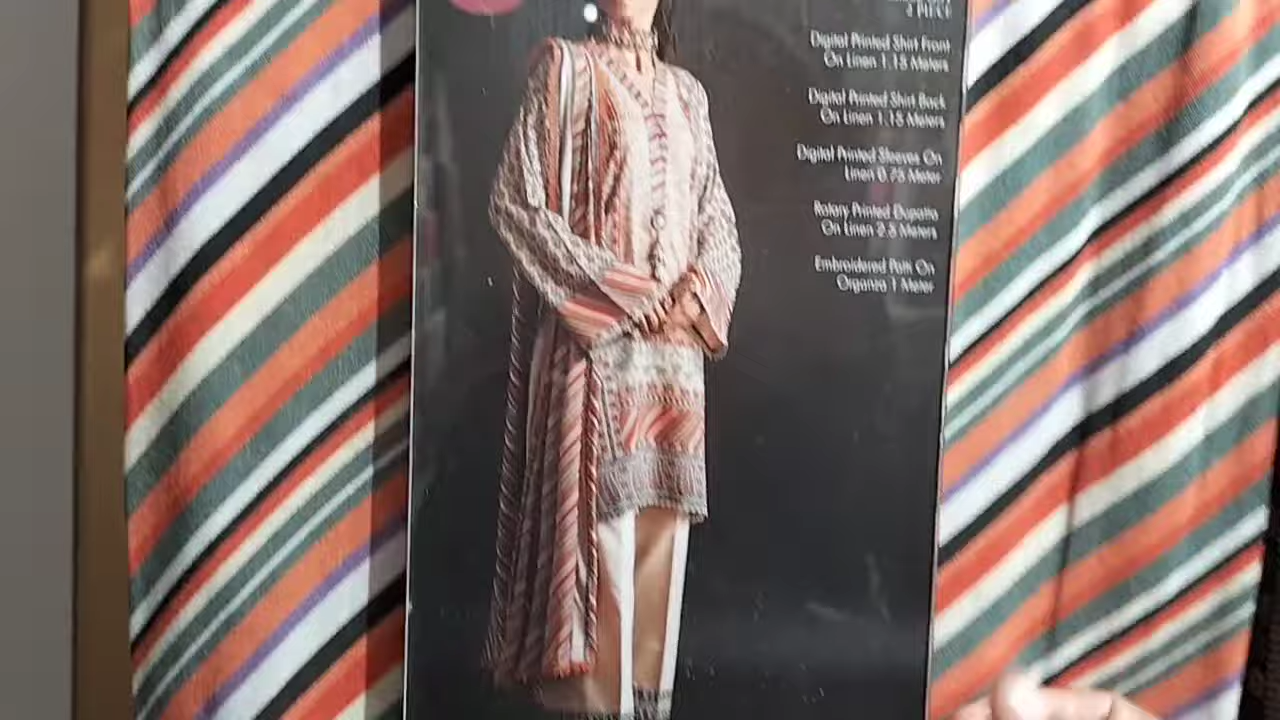 3 PIECE
Digital Printed Shirt Front
On Linen 1.15 Meters
Digital Printed Shirt Back
On Linen 1.15 Meters
Digital Printed Sleeves On
Linen 0.75 Meter
Rotary Printed Dupatta
On Linen 2.5 Meters
Embroidered Patti On
Organza 1 Meter